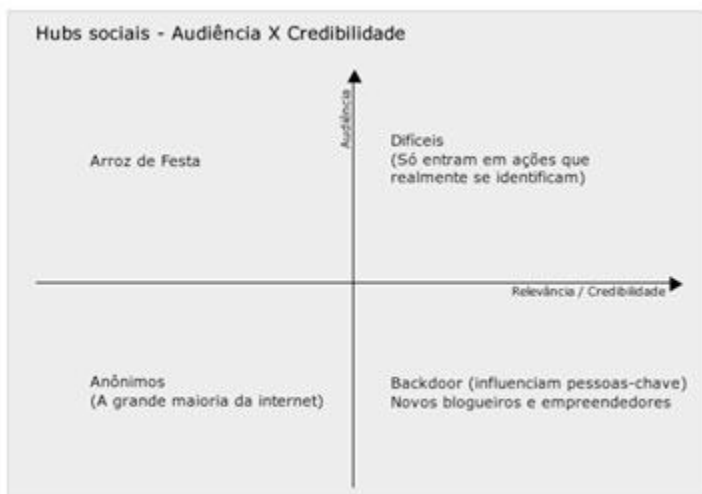 Hubs sociais - Audiência X Credibilidade
Audiência
Arroz de Festa
Difíceis
(Só entram em ações que
realmente se identificam)
Relevância / Credibilidade
Anônimos
(A grande maioria da internet)
Backdoor (influenciam pessoas-chave)
Novos blogueiros e empreendedores